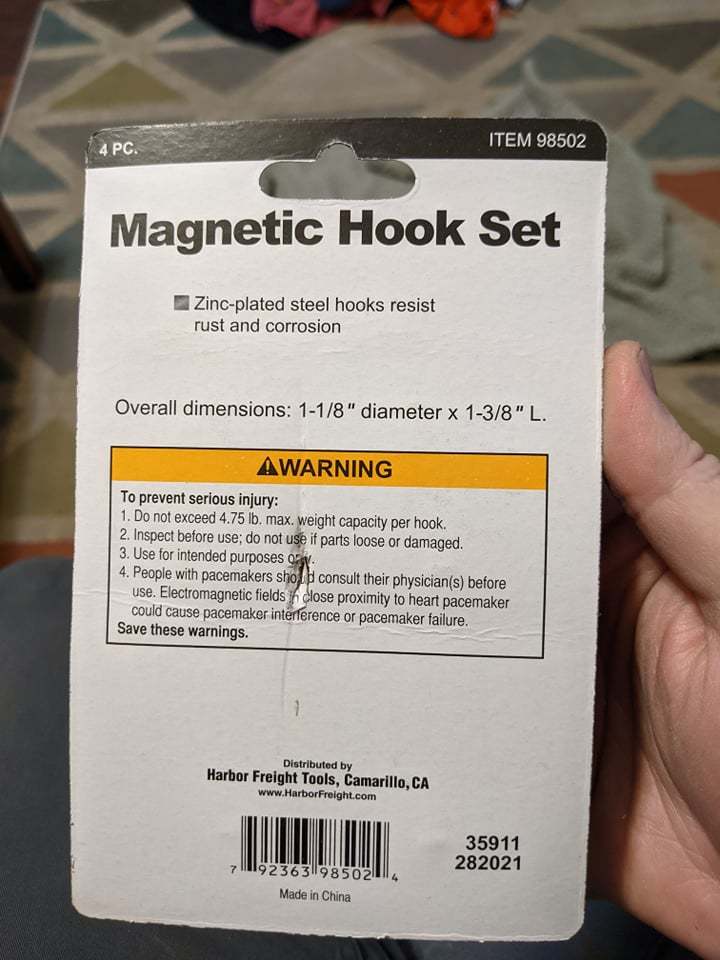 4 PC.
ITEM 98502
Magnetic Hook Set
Zinc-plated steel hooks resist
rust and corrosion
Overall dimensions: 1-1/8" diameter x 1-3/8" L.
⚠WARNING
To prevent serious injury:
1. Do not exceed 4.75 lb. max. weight capacity per hook.
2. Inspect before use; do not use if parts loose or damaged.
3. Use for intended purposes only.
4. People with pacemakers should consult their physician(s) before
use. Electromagnetic fields in close proximity to heart pacemaker
could cause pacemaker interference or pacemaker failure.
Save these warnings.
Distributed by
Harbor Freight Tools, Camarillo, CA
www.HarborFreight.com
7 92363 98502 4
35911
282021
Made in China